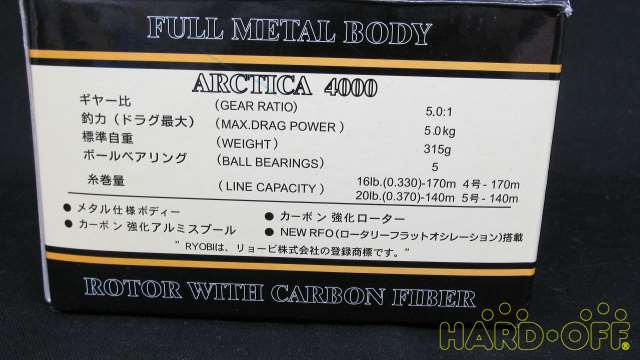 FULL METAL BODY
ARCTICA 4000
ギヤー比 (GEAR RATIO) 5.0:1
釣力(ドラグ最大) (MAX.DRAG POWER) 5.0kg
標準自重 (WEIGHT) 315g
ボールベアリング (BALL BEARINGS) 5
糸巻量 (LINE CAPACITY) 16lb.(0.330)-170m 4号-170m
20lb.(0.370)-140m 5号-140m
●メタル仕様ボディー ●カーボン強化ローター
●カーボン強化アルミスプール ●NEW RFO(ロータリーフラットオシレーション)搭載
"RYOBIは、リョービ株式会社の登録商標です。"
ROTOR WITH CARBON FIBER
HARD・OFF®